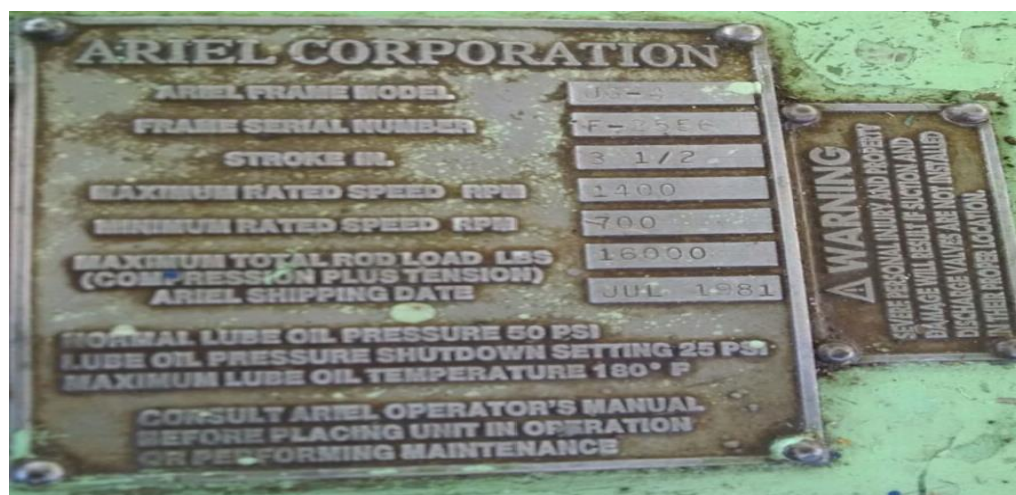 ARIEL CORPORATION
ARIEL FRAME MODEL JG-4
FRAME SERIAL NUMBER
STROKE IN. 3 1/2
MAXIMUM RATED SPEED RPM 1400
MINIMUM RATED SPEED RPM 700
MAXIMUM TOTAL ROD LOAD LBS 16000
(COMPRESSION PLUS TENSION)
ARIEL SHIPPING DATE JUL 1981
NORMAL LUBE OIL PRESSURE 50 PSI
LUBE OIL PRESSURE SHUTDOWN SETTING 25 PSI
MAXIMUM LUBE OIL TEMPERATURE 180° F
CONSULT ARIEL OPERATOR'S MANUAL
BEFORE PLACING UNIT IN OPERATION
OR PERFORMING MAINTENANCE
WARNING
SEVERE PERSONAL INJURY AND PROPERTY
DAMAGE WILL RESULT IF SUCTION AND
DISCHARGE VALVES ARE NOT INSTALLED
IN THEIR PROPER LOCATION.